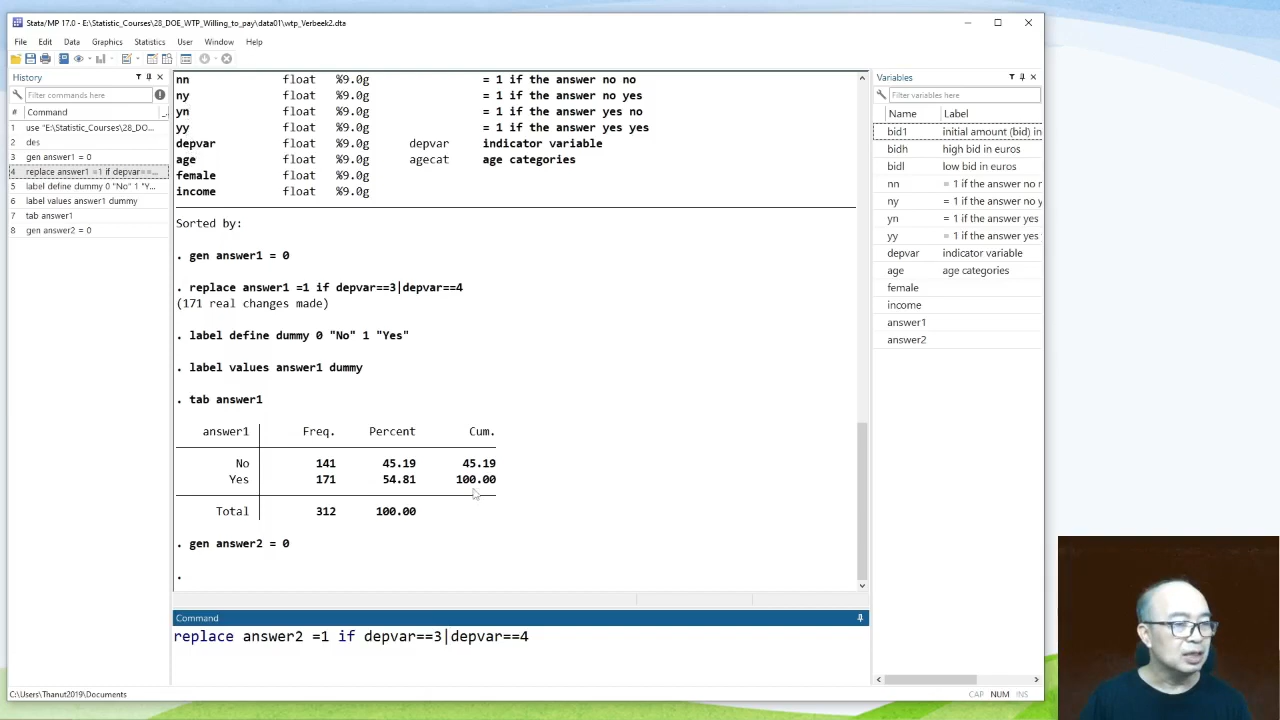 Stata/MP 17.0 - E:\Statistic_Courses\28_DOE_WTP_Willing_to_pay\data01\wtp_Verbeek2.dta
File Edit Data Graphics Statistics User Window Help
History
Filter commands here
# Command
1 use "E:\Statistic_Courses\28_DO...
2 des
3 gen answer1 = 0
4 replace answer1 =1 if depvar==...
5 label define dummy 0 "No" 1 "Y...
6 label values answer1 dummy
7 tab answer1
8 gen answer2 = 0
nn float %9.0g = 1 if the answer no no
ny float %9.0g = 1 if the answer no yes
yn float %9.0g = 1 if the answer yes no
yy float %9.0g = 1 if the answer yes yes
depvar float %9.0g depvar indicator variable
age float %9.0g agecat age categories
female float %9.0g
income float %9.0g
Sorted by:
. gen answer1 = 0
. replace answer1 =1 if depvar==3|depvar==4
(171 real changes made)
. label define dummy 0 "No" 1 "Yes"
. label values answer1 dummy
. tab answer1
answer1 Freq. Percent Cum.
No 141 45.19 45.19
Yes 171 54.81 100.00
Total 312 100.00
. gen answer2 = 0
.
Command
replace answer2 =1 if depvar==3|depvar==4
Variables
Filter variables here
Name Label
bid1 initial amount (bid) in
bidh high bid in euros
bidl low bid in euros
nn = 1 if the answer no r
ny = 1 if the answer no y
yn = 1 if the answer yes
yy = 1 if the answer yes
depvar indicator variable
age age categories
female
income
answer1
answer2
C:\Users\Thanut2019\Documents
CAP NUM INS